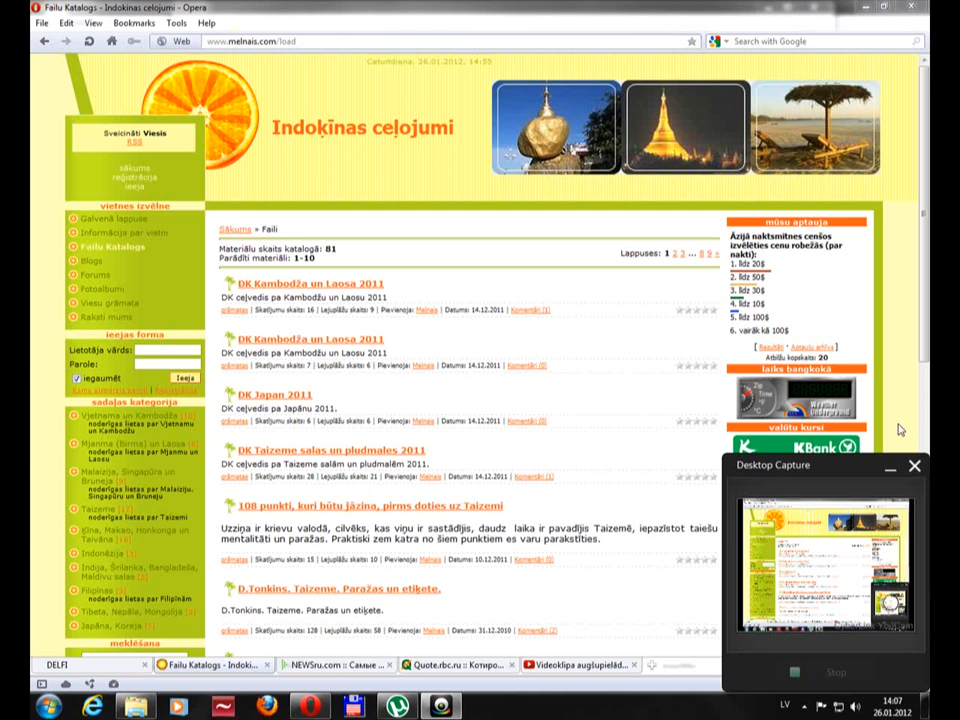 Failu Katalogs - Indokinas celojumi - Opera
File Edit View Bookmarks Tools Help
Web www.melnais.com/load Search with Google
Ceturtdiena, 26.01.2012, 14:55
Indoķīnas ceļojumi
Sveicināti Viesis
RSS
sākums
reģistrācija
ieeja
vietnes izvēlne
Galvenā lappuse
Informācija par vietni
Failu Katalogs
Blogs
Forums
Fotoalbumi
Viesu grāmata
Raksti mums
ieejas forma
Lietotāja vārds:
Parole:
iegaumēt Ieeja
sadaļas kategorija
Vjetnama un Kambodža
noderīgas lietas par Vjetnamu
un Kambodžu
Mjanma (Birma) un Laosa
noderīgas lietas par Mjanmu un
Laosu
Malaizija, Singapūra un
Bruneja
noderīgas lietas par Malaiziju,
Singapūru un Bruneju
Taizeme [17]
noderīgas lietas par Taizemi
Ķīna, Makao, Honkonga un
Taivāna
Indonēzija
Indija, Šrilanka, Bangladeša,
Maldīvu salas
Filipīnas
noderīgas lietas par Filipīnām
Tibeta, Nepāla, Mongolija
Japāna, Koreja
meklēšana
Sākums » Faili
Materiālu skaits katalogā: 81
Parādīti materiāli: 1-10
Lappuses: 1 2 3 ... 8 9 »
DK Kambodža un Laosa 2011
DK ceļvedis pa Kambodžu un Laosu 2011
grāmatas | Skatījumu skaits: 16 | Lejuplāžu skaits: 9 | Pievienoja: Melnais | Datums: 14.12.2011 | Komentāri (1)
DK Kambodža un Laosa 2011
DK ceļvedis pa Kambodžu un Laosu 2011
grāmatas | Skatījumu skaits: 7 | Lejuplāžu skaits: 6 | Pievienoja: Melnais | Datums: 14.12.2011 | Komentāri (0)
DK Japan 2011
DK ceļvedis pa Japānu 2011.
grāmatas | Skatījumu skaits: 6 | Lejuplāžu skaits: 6 | Pievienoja: Melnais | Datums: 14.12.2011 | Komentāri (0)
DK Taizeme salas un pludmales 2011
DK ceļvedis pa Taizeme salām un pludmalēm 2011.
grāmatas | Skatījumu skaits: 28 | Lejuplāžu skaits: 21 | Pievienoja: Melnais | Datums: 14.12.2011 | Komentāri (1)
108 punkti, kuri būtu jāzina, pirms doties uz Taizemi
Uzziņa ir krievu valodā, cilvēks, kas viņu ir sastādījis, daudz laika ir pavadījis Taizemē, iepazīstot taiešu
mentalitāti un paražas. Praktiski zem katra no šiem punktiem es varu parakstīties.
grāmatas | Skatījumu skaits: 15 | Lejuplāžu skaits: 10 | Pievienoja: Melnais | Datums: 10.12.2011 | Komentāri (0)
D.Tonkins. Taizeme. Paražas un etiķete.
D.Tonkins. Taizeme. Paražas un etiķete.
grāmatas | Skatījumu skaits: 128 | Lejuplāžu skaits: 58 | Pievienoja: Melnais | Datums: 31.12.2010 | Komentāri (2)
mūsu aptauja
Āzijā naktsmītnes cenšos
izvēlēties cenu robežās (par
nakti):
1. līdz 20$
2. līdz 50$
3. līdz 30$
4. līdz 10$
5. līdz 100$
6. vairāk kā 100$
[ Rezultāti · Aptauju arhīvs ]
Atbilžu kopskaits: 20
laiks bangkokā
Zip
Time
°F
°C
Weather
Underground
valūtu kursi
KBank
Desktop Capture
Stop
DELFI Failu Katalogs - Indoki... NEWSru.com :: Самые ... Quote.rbc.ru :: Котиро... Videoklipa augšupielād...
LV 14:07
26.01.2012